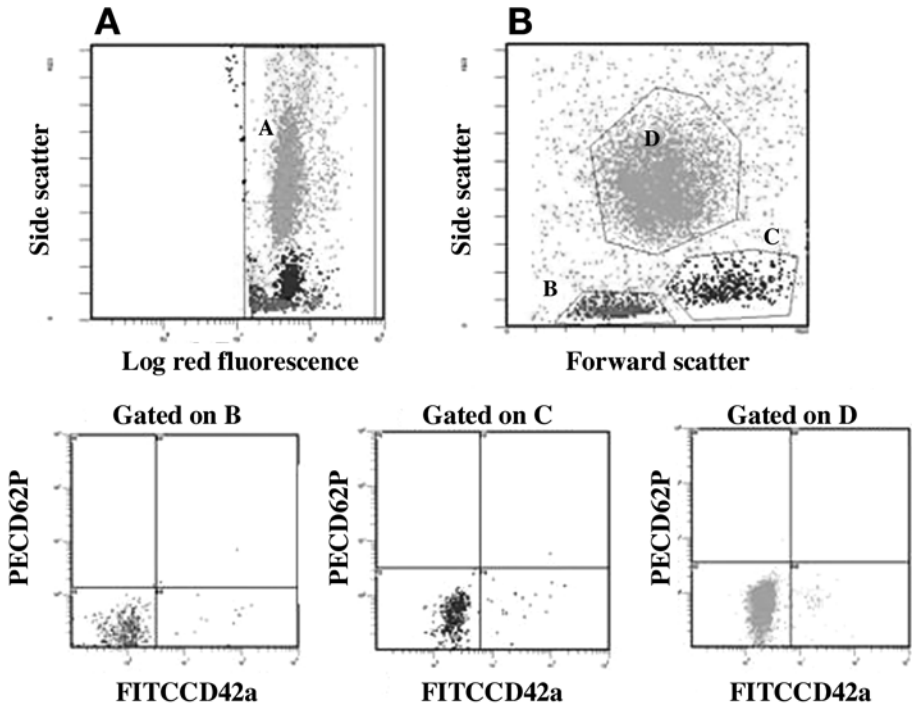 A
B
Side scatter
A
Log red fluorescence
Side scatter
D
C
B
Forward scatter
Gated on B
Gated on C
Gated on D
PECD62P
PECD62P
PECD62P
FITCCD42a
FITCCD42a
FITCCD42a